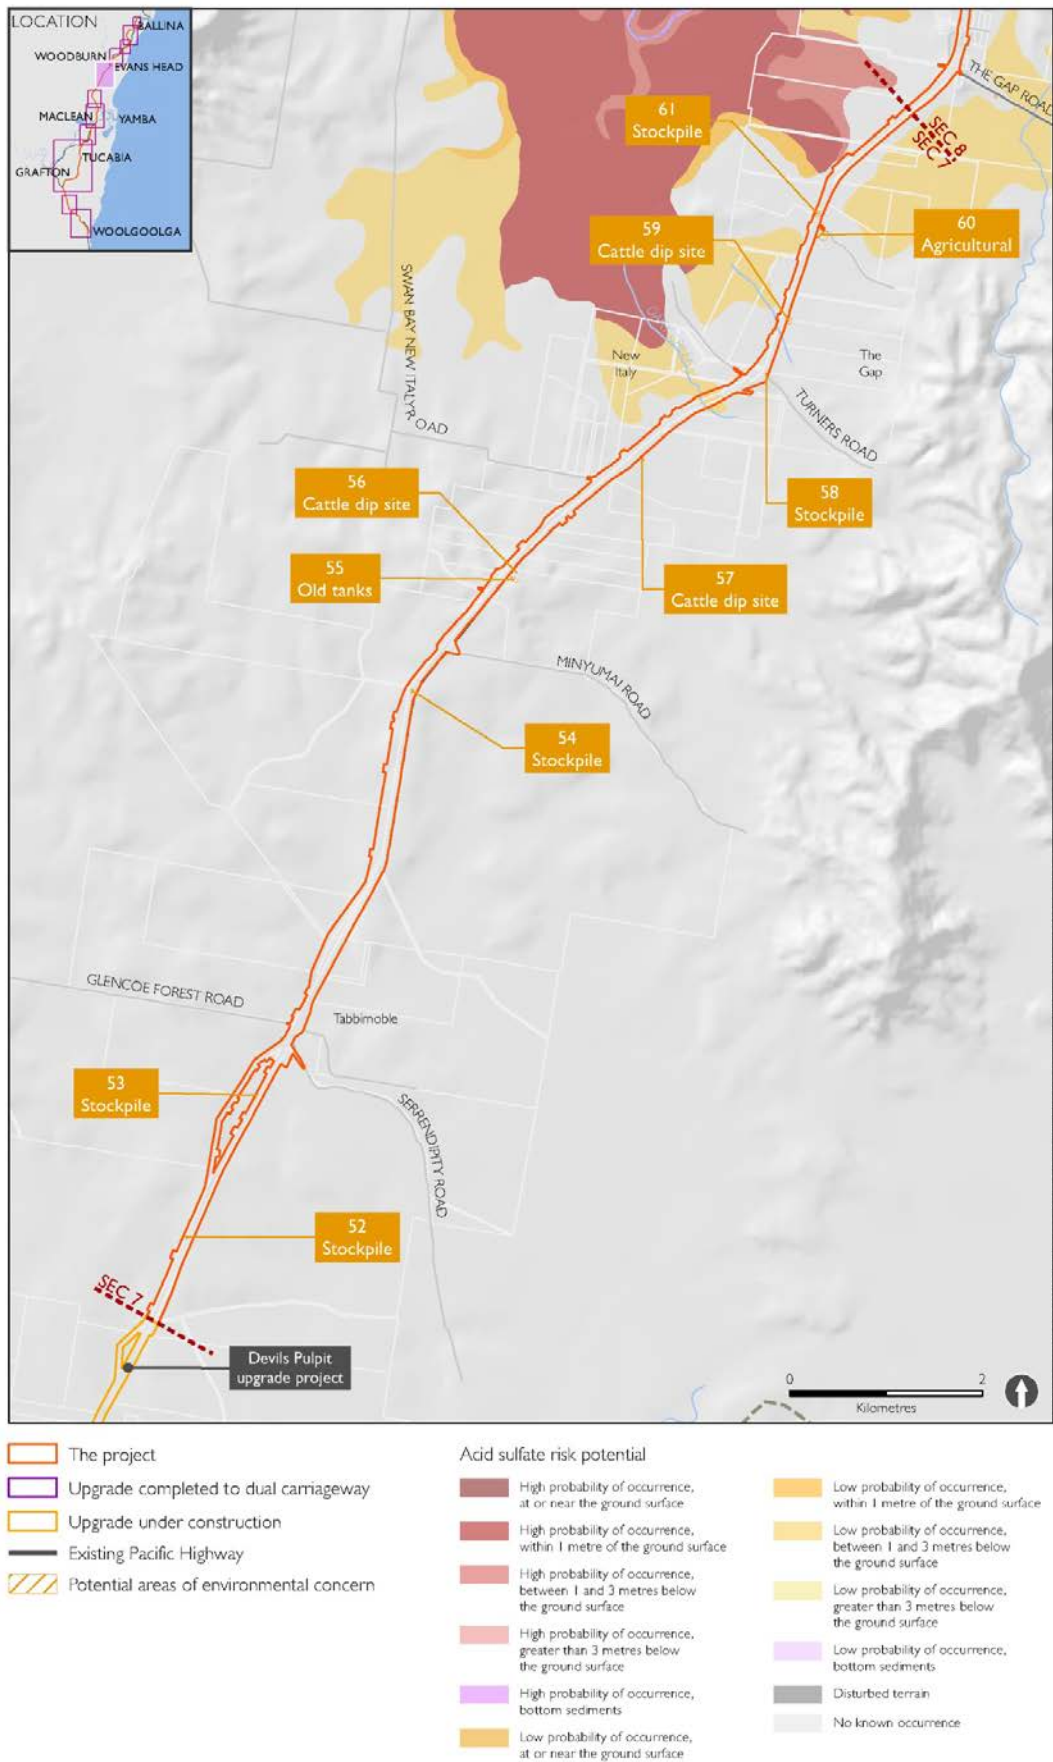 LOCATION
BALLINA
WOODBURN
EVANS HEAD
MACLEAN
YAMBA
TUCABIA
GRAFTON
WOOLGOOLGA
THE GAP ROAD
SEC 8
SEC 7
61
Stockpile
59
Cattle dip site
60
Agricultural
SWAN BAY NEW ITALY'R OAD
New
Italy
The
Gap
TURNERS ROAD
56
Cattle dip site
58
Stockpile
55
Old tanks
57
Cattle dip site
MINYUMAI ROAD
54
Stockpile
GLENCOE FOREST ROAD
Tabbimoble
53
Stockpile
SERRENDIPITY ROAD
52
Stockpile
SEC 7
Devils Pulpit
upgrade project
0 2
Kilometres
The project
Upgrade completed to dual carriageway
Upgrade under construction
Existing Pacific Highway
Potential areas of environmental concern
Acid sulfate risk potential
High probability of occurrence,
at or near the ground surface
High probability of occurrence,
within 1 metre of the ground surface
High probability of occurrence,
between 1 and 3 metres below
the ground surface
High probability of occurrence,
greater than 3 metres below
the ground surface
High probability of occurrence,
bottom sediments
Low probability of occurrence,
at or near the ground surface
Low probability of occurrence,
within 1 metre of the ground surface
Low probability of occurrence,
between 1 and 3 metres below
the ground surface
Low probability of occurrence,
greater than 3 metres below
the ground surface
Low probability of occurrence,
bottom sediments
Disturbed terrain
No known occurrence